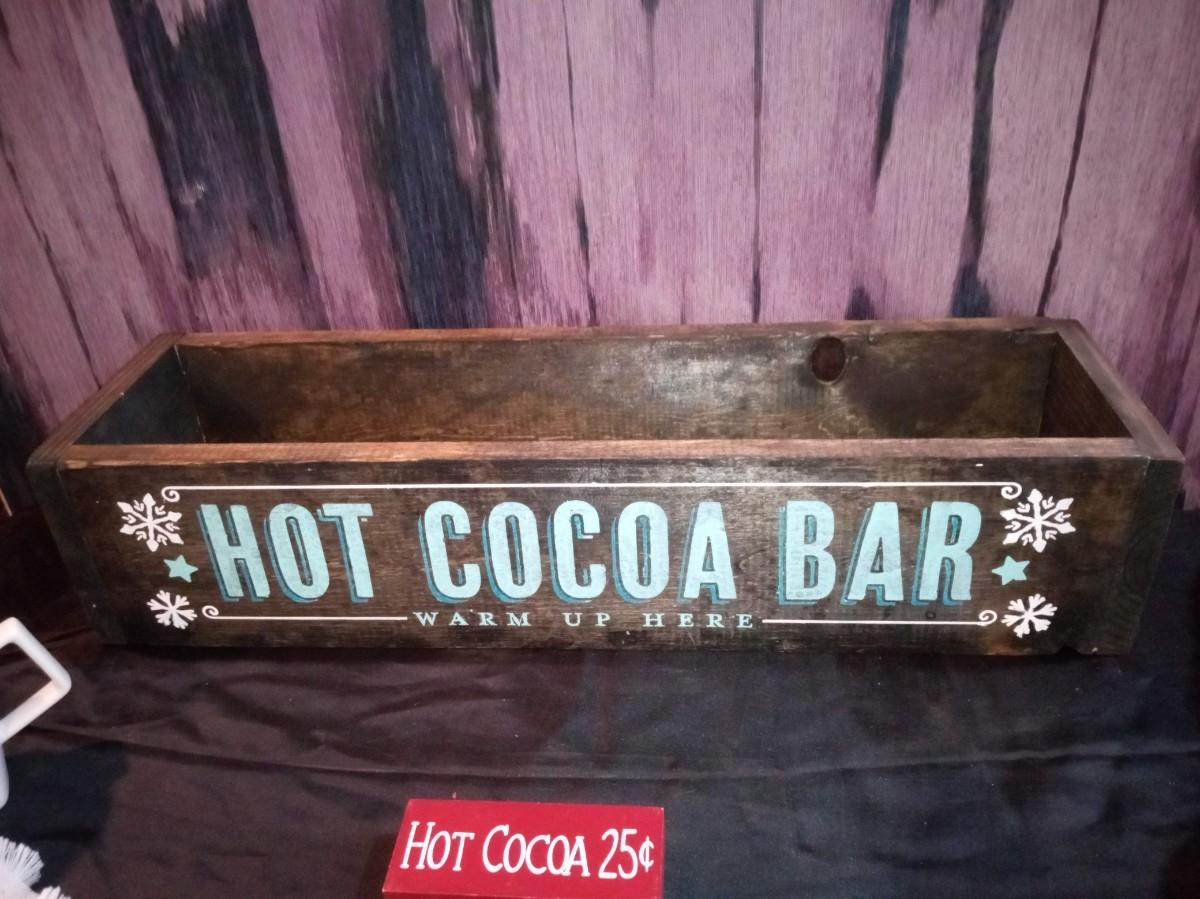 HOT COCOA BAR
WARM UP HERE
HOT COCOA 25¢